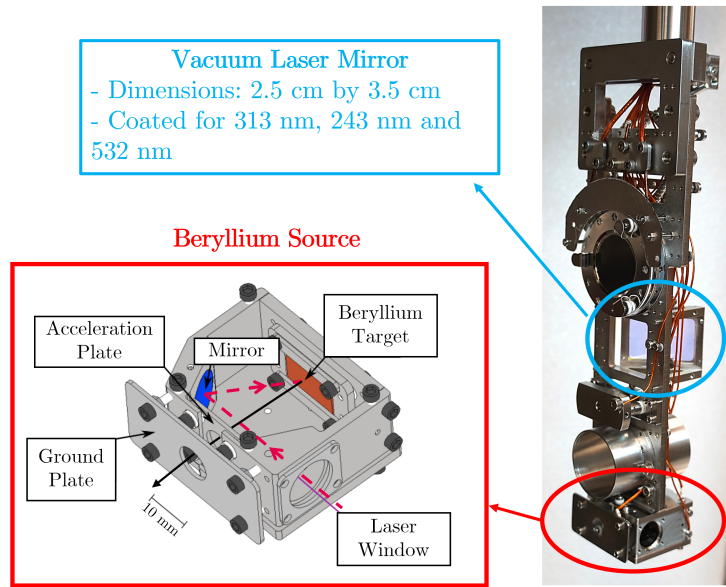 Vacuum Laser Mirror
- Dimensions: 2.5 cm by 3.5 cm
- Coated for 313 nm, 243 nm and
532 nm
Beryllium Source
Beryllium
Target
Acceleration
Plate
Mirror
Ground
Plate
10 mm
Laser
Window